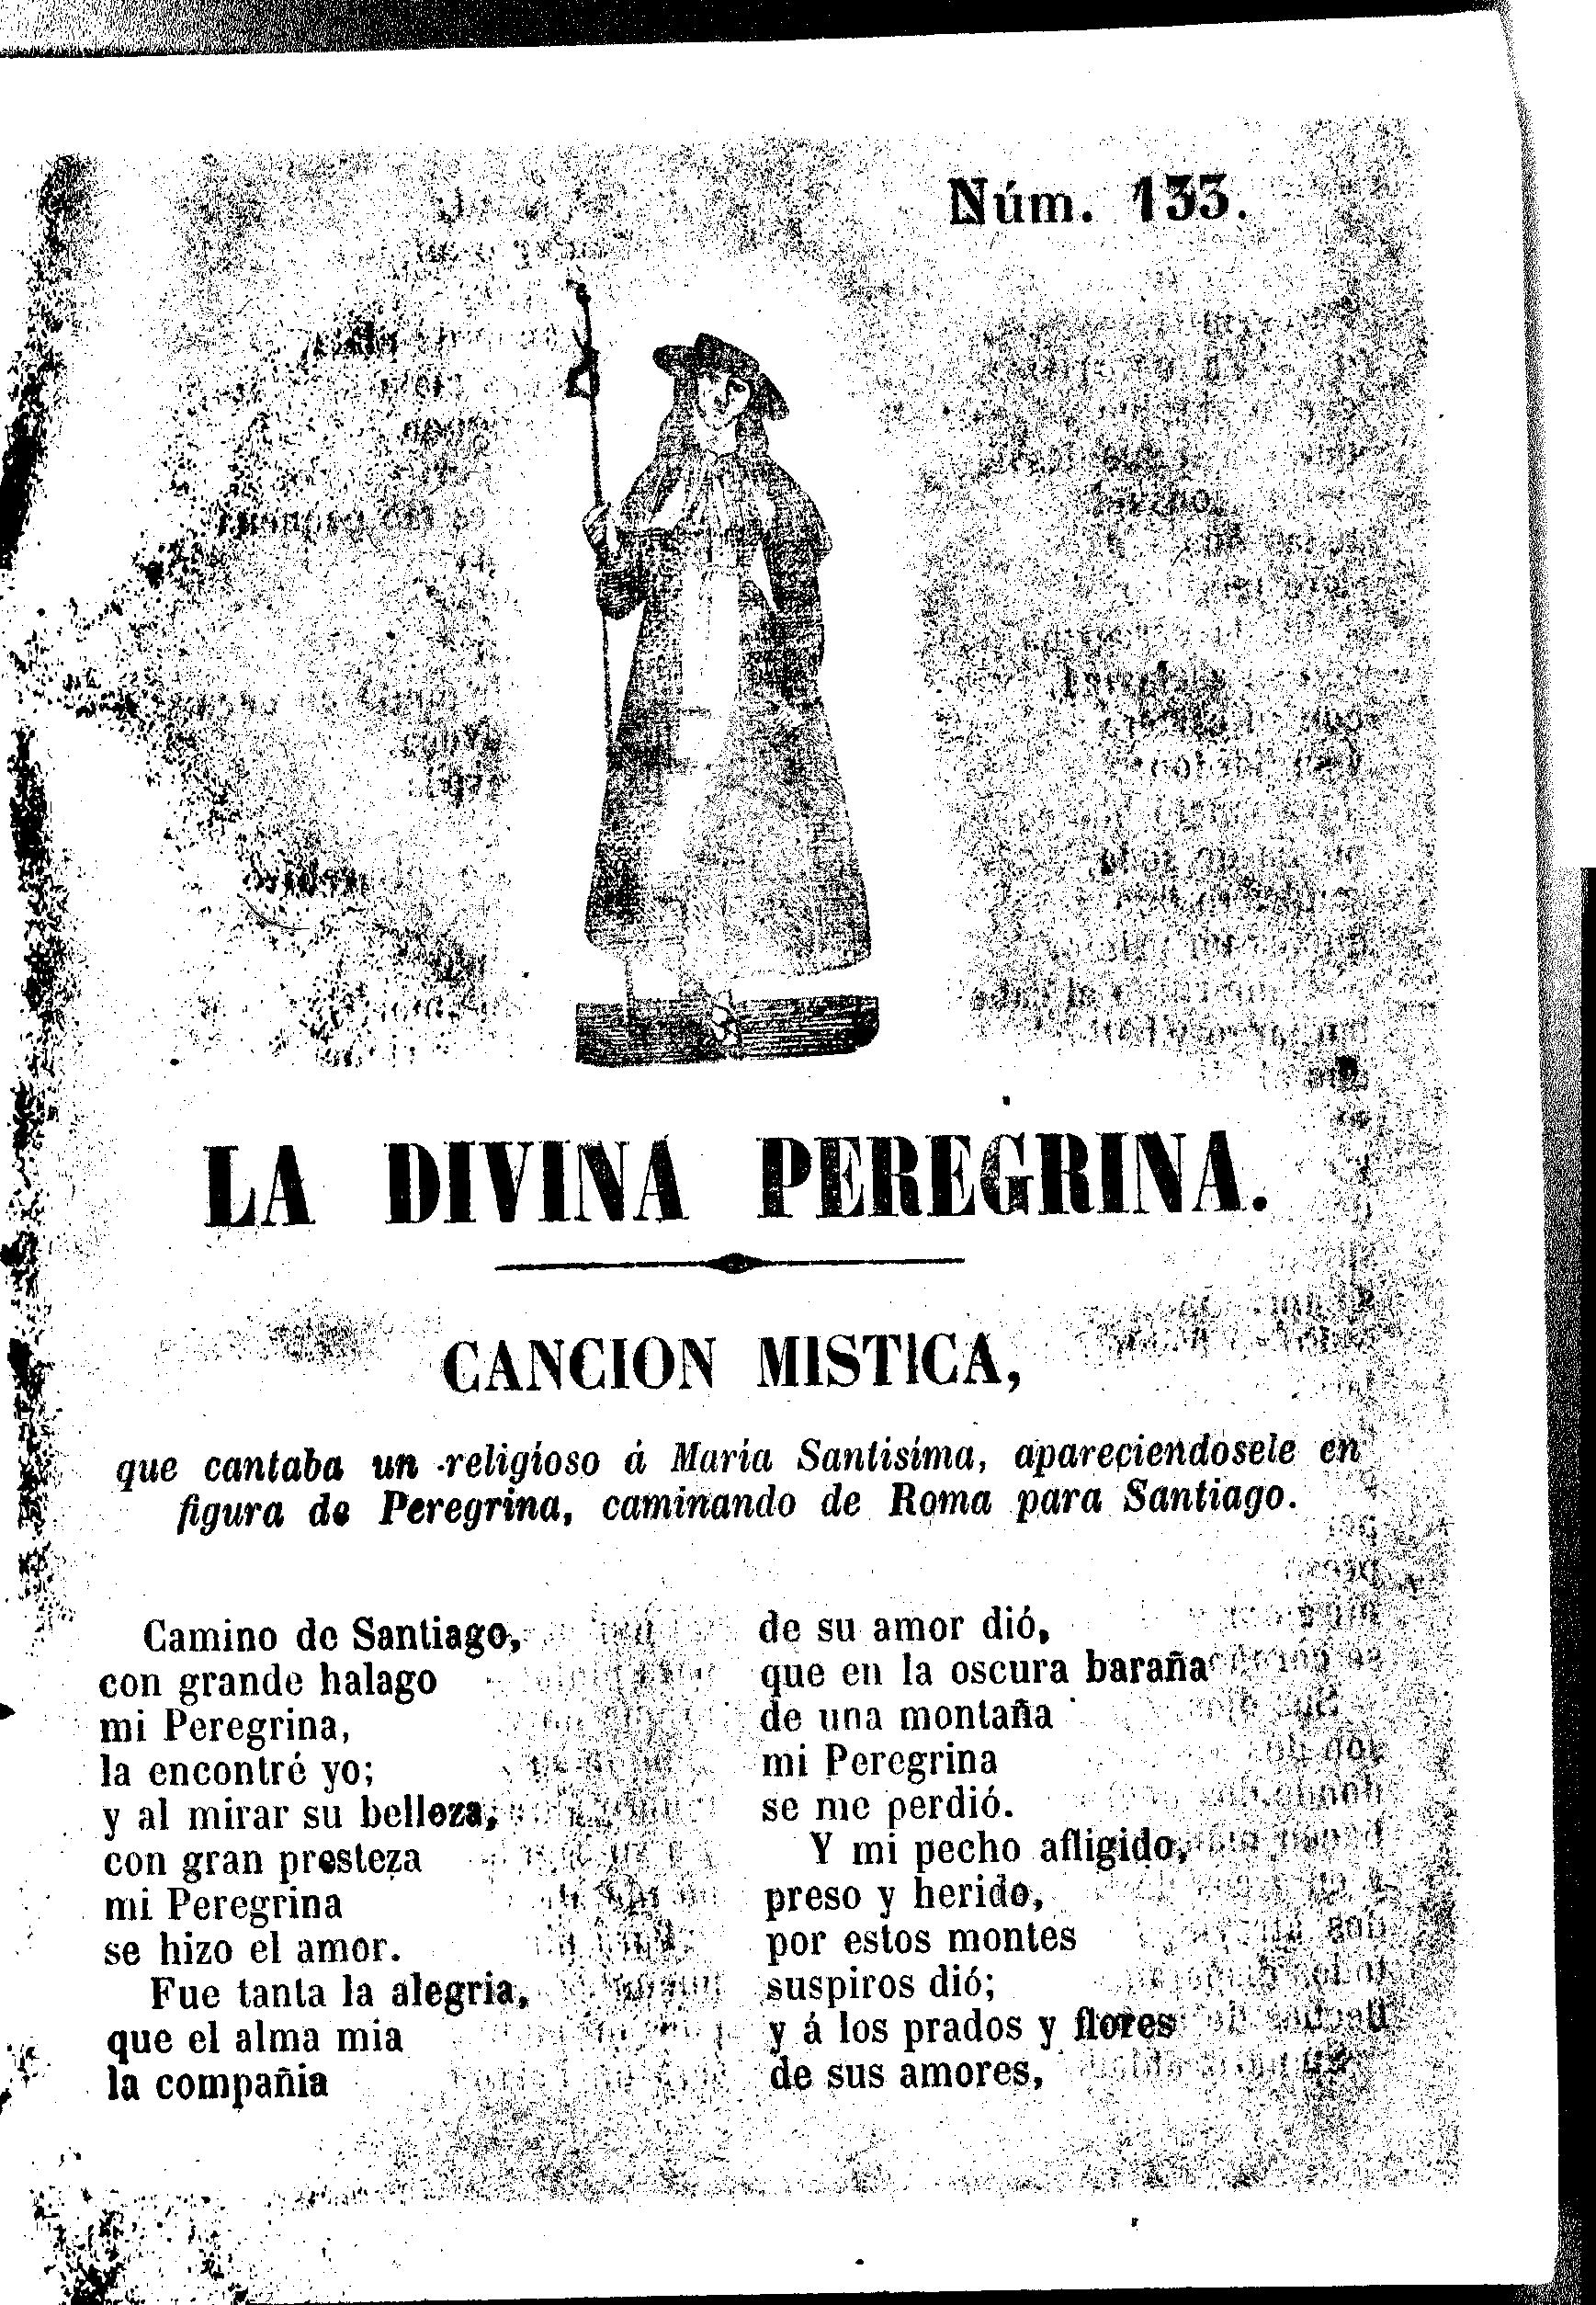 Núm. 133.
LA DIVINA PEREGRINA.
CANCION MISTICA,
que cantaba un religioso á María Santisima, apareciendosele en
figura de Peregrina, caminando de Roma para Santiago.
Camino de Santiago,
con grande halago
mi Peregrina,
la encontré yo;
y al mirar su belleza,
con gran presteza
mi Peregrina
se hizo el amor.
Fue tanta la alegria,
que el alma mia
la compañia
de su amor dió,
que en la oscura baraña
de una montaña
mi Peregrina
se me perdió.
Y mi pecho afligido,
preso y herido,
por estos montes
suspiros dió;
y á los prados y flores
de sus amores,